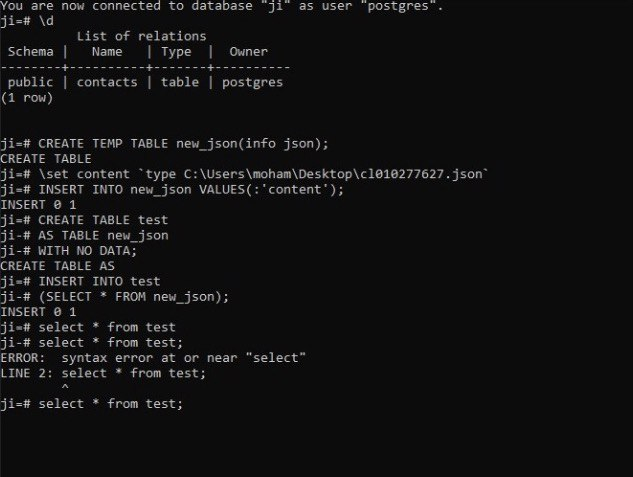 You are now connected to database "ji" as user "postgres".
ji=# \d
          List of relations
 Schema |   Name   | Type  |  Owner
--------+----------+-------+----------
 public | contacts | table | postgres
(1 row)
ji=# CREATE TEMP TABLE new_json(info json);
CREATE TABLE
ji=# \set content `type C:\Users\moham\Desktop\cl010277627.json`
ji=# INSERT INTO new_json VALUES(:'content');
INSERT 0 1
ji=# CREATE TABLE test
ji-# AS TABLE new_json
ji-# WITH NO DATA;
CREATE TABLE AS
ji=# INSERT INTO test
ji-# (SELECT * FROM new_json);
INSERT 0 1
ji=# select * from test
ji-# select * from test;
ERROR:  syntax error at or near "select"
LINE 2: select * from test;
        ^
ji=# select * from test;